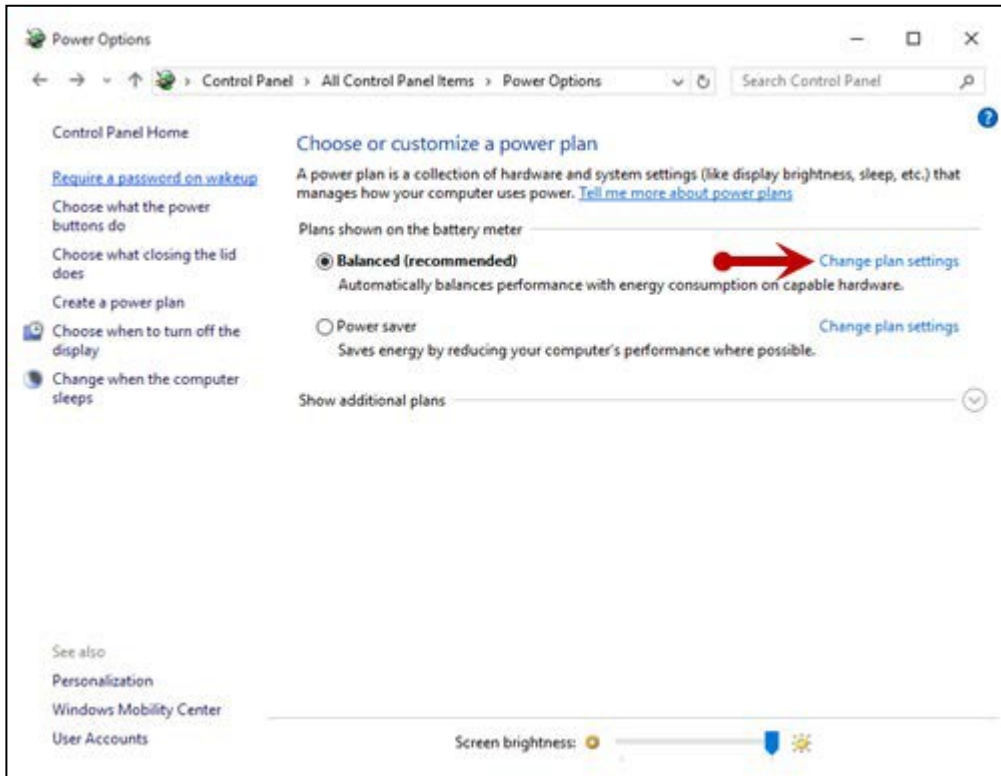 Power Options
Control Panel > All Control Panel Items > Power Options
Search Control Panel
Control Panel Home
Require a password on wakeup
Choose what the power
buttons do
Choose what closing the lid
does
Create a power plan
Choose when to turn off the
display
Change when the computer
sleeps
Choose or customize a power plan
A power plan is a collection of hardware and system settings (like display brightness, sleep, etc.) that
manages how your computer uses power. Tell me more about power plans
Plans shown on the battery meter
Balanced (recommended)
Change plan settings
Automatically balances performance with energy consumption on capable hardware.
Power saver
Change plan settings
Saves energy by reducing your computer's performance where possible.
Show additional plans
See also
Personalization
Windows Mobility Center
User Accounts
Screen brightness: